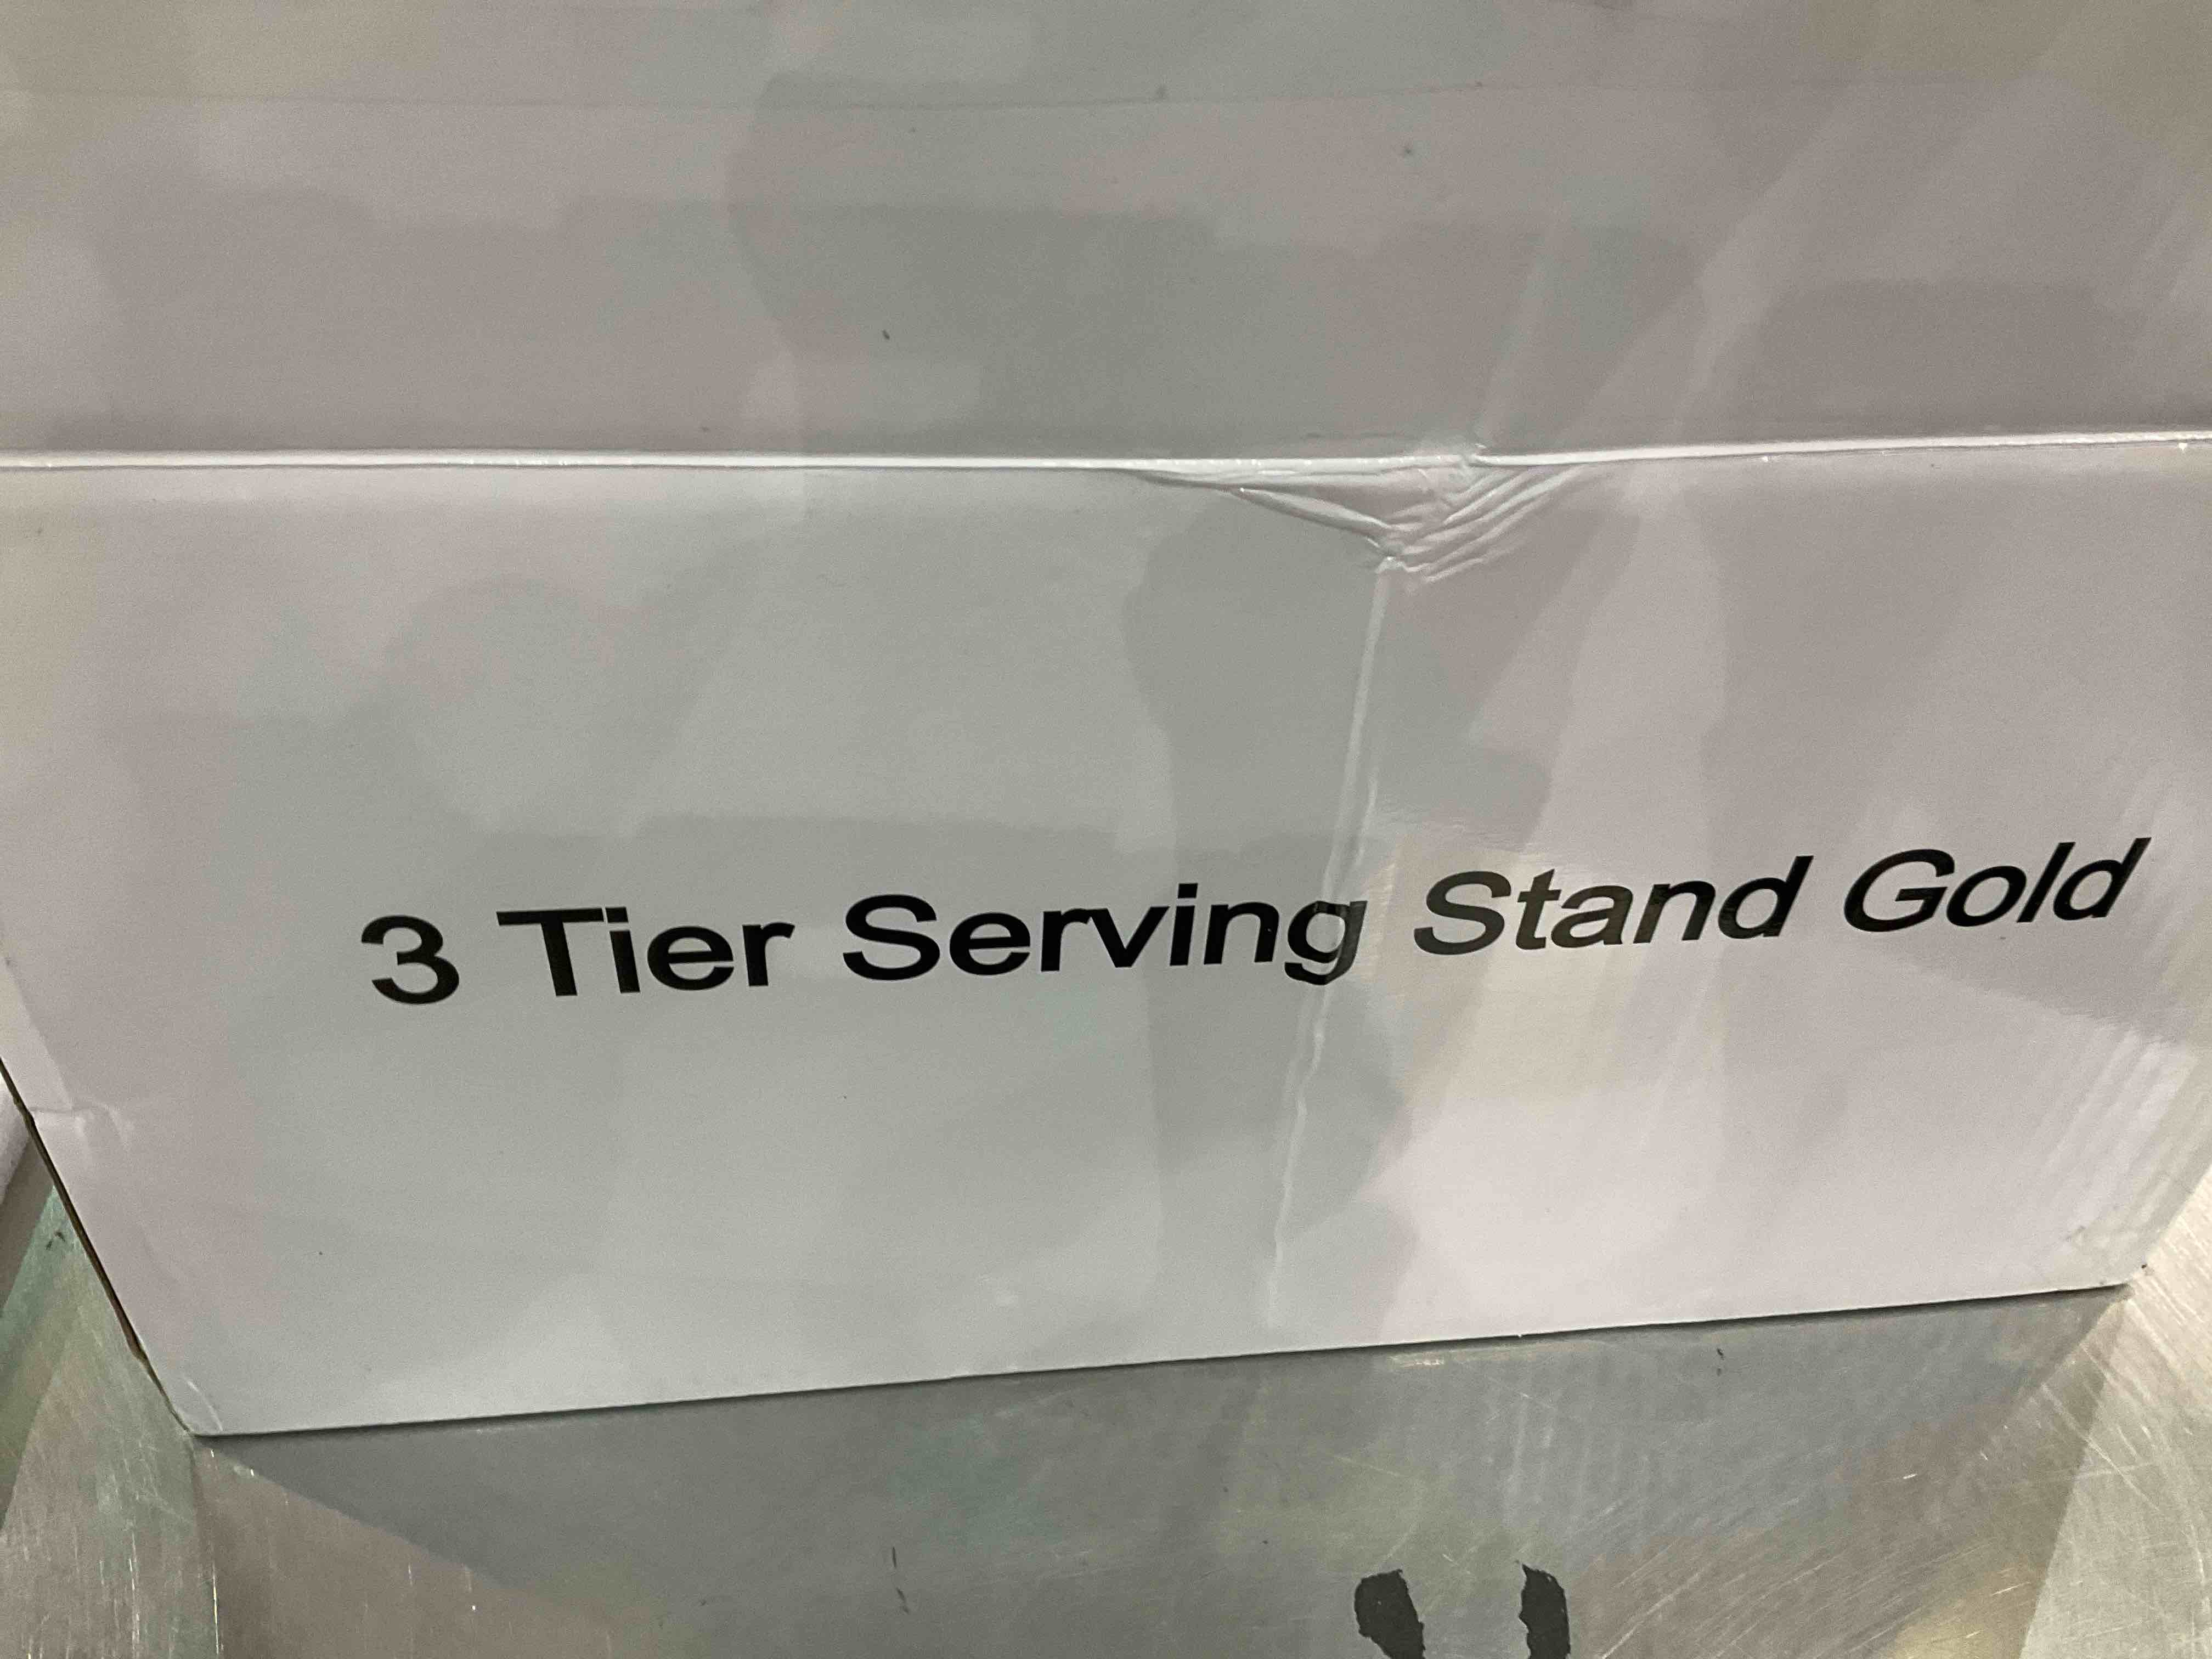 3 Tier Serving Stand Gold